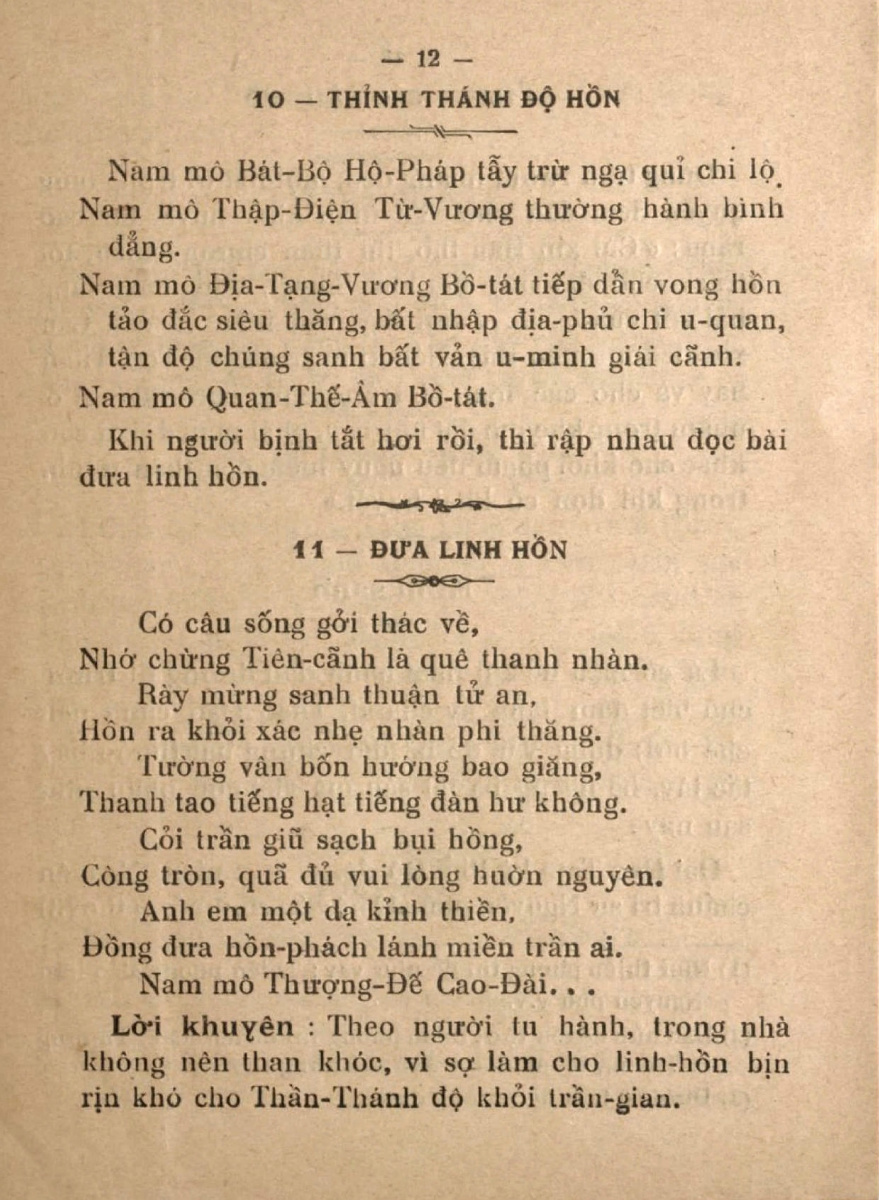 — 12 —
10 — THỈNH THÁNH ĐỘ HỒN
Nam mô Bát-Bộ Hộ-Pháp tẫy trừ ngạ quỉ chi lộ.
Nam mô Thập-Điện Từ-Vương thường hành bình
đẳng.
Nam mô Địa-Tạng-Vương Bồ-tát tiếp dẫn vong hồn
tảo đắc siêu thăng, bất nhập địa-phủ chi u-quan,
tận độ chúng sanh bất vản u-minh giái cãnh.
Nam mô Quan-Thế-Âm Bồ-tát.
Khi người bịnh tắt hơi rồi, thì rập nhau đọc bài
đưa linh hồn.
11 — ĐƯA LINH HỒN
Có câu sống gởi thác về,
Nhớ chừng Tiên-cãnh là quê thanh nhàn.
Rày mừng sanh thuận tử an,
Hồn ra khỏi xác nhẹ nhàn phi thăng.
Tường vân bốn hướng bao giăng,
Thanh tao tiếng hạt tiếng đàn hư không.
Cỏi trần giũ sạch bụi hồng,
Công tròn, quã đủ vui lòng huờn nguyên.
Anh em một dạ kỉnh thiền,
Đồng đưa hồn-phách lánh miền trần ai.
Nam mô Thượng-Đế Cao-Đài. . .
Lời khuyên : Theo người tu hành, trong nhà
không nên than khóc, vì sợ làm cho linh-hồn bịn
rịn khó cho Thần-Thánh độ khỏi trần-gian.